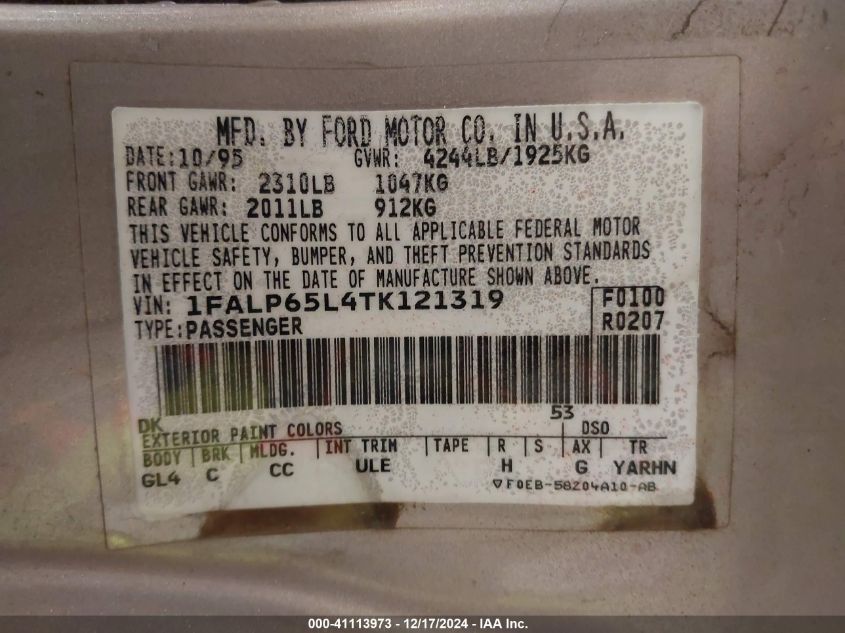 MFD. BY FORD MOTOR CO. IN U.S.A.
DATE: 10/95 GVWR: 4244LB/1925KG
FRONT GAWR: 2310LB 1047KG
REAR GAWR: 2011LB 912KG
THIS VEHICLE CONFORMS TO ALL APPLICABLE FEDERAL MOTOR
VEHICLE SAFETY, BUMPER, AND THEFT PREVENTION STANDARDS
IN EFFECT ON THE DATE OF MANUFACTURE SHOWN ABOVE.
VIN: 1FALP65L4TK121319 F0100
TYPE: PASSENGER R0207
DK 53
EXTERIOR PAINT COLORS DSO
BODY BRK MLDG. INT TRIM TAPE R S AX TR
GL4 C CC ULE H G YARHN
▽F0EB-58204A10-AB
000-41113973 - 12/17/2024 - IAA Inc.